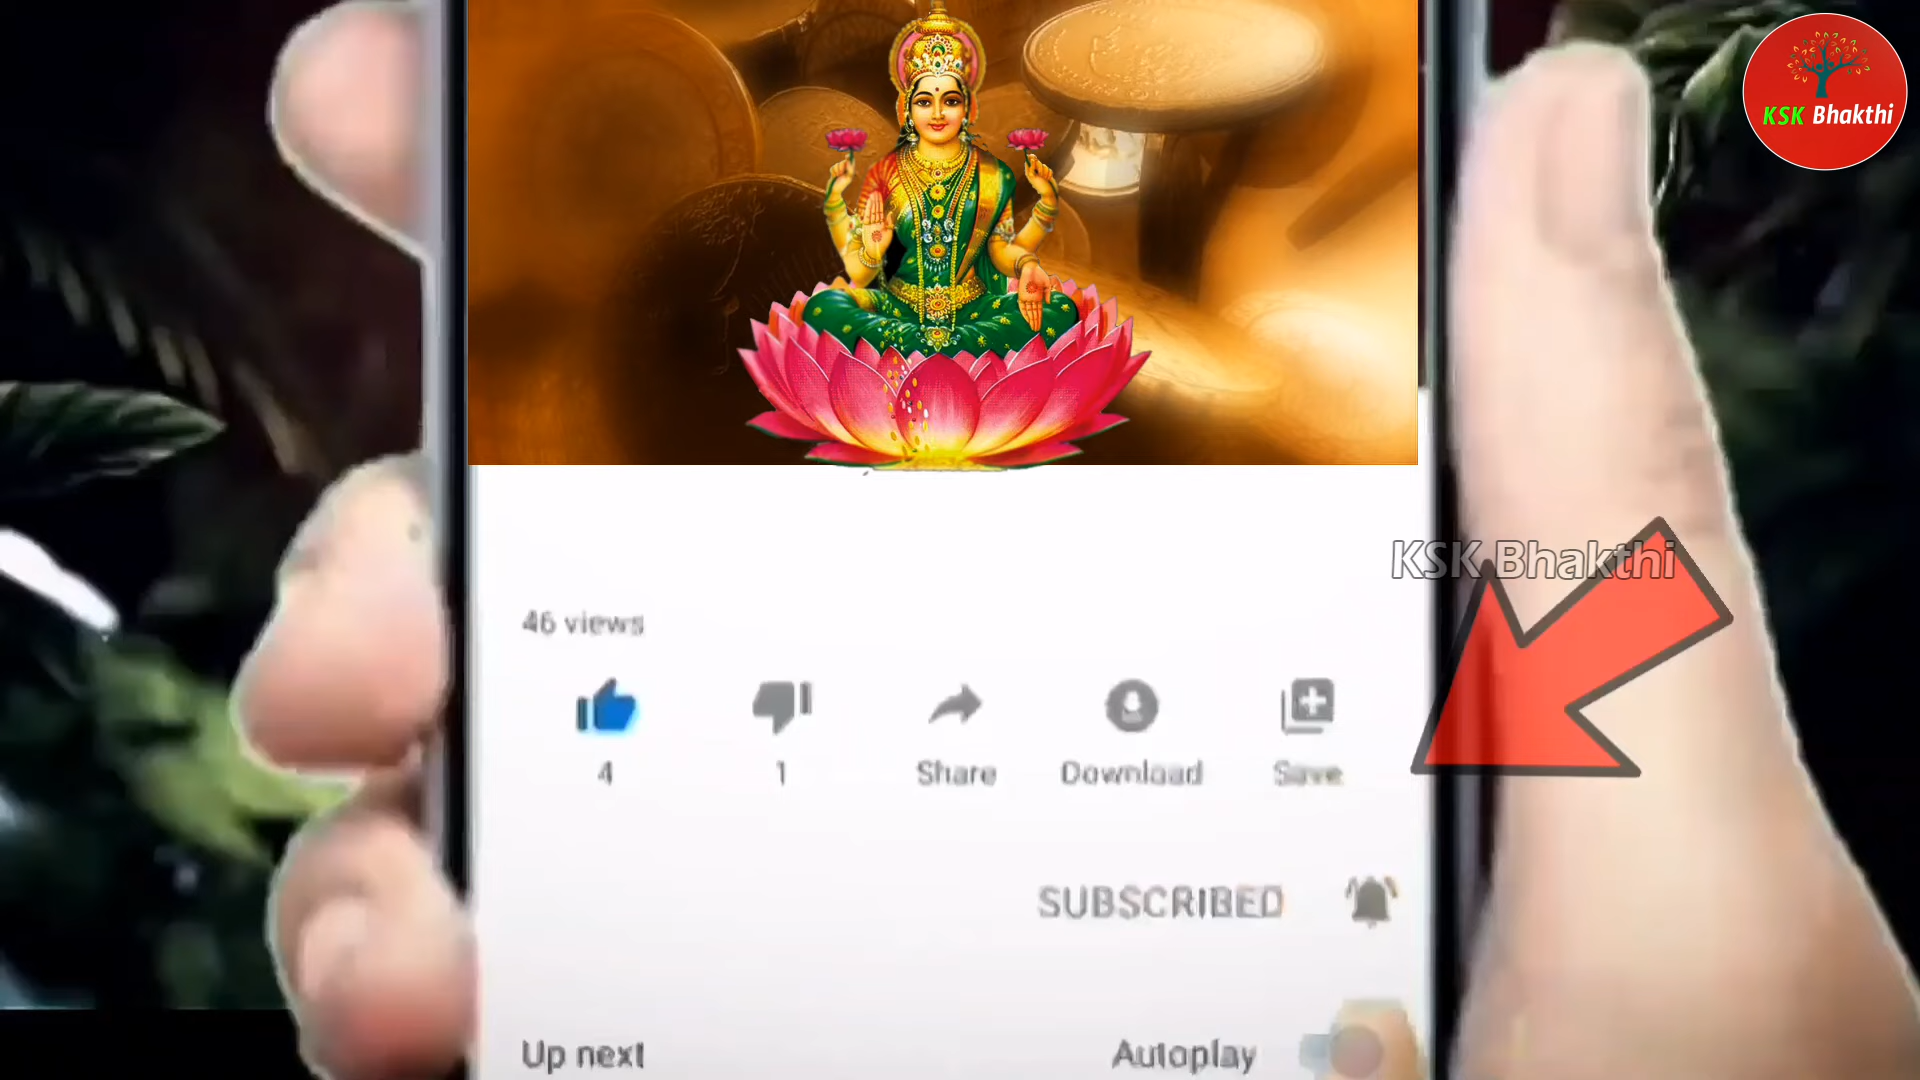 KSK Bhakthi
KSK Bhakthi
46 views
4
1
Share
Download
Save
SUBSCRIBED
Up next
Autoplay